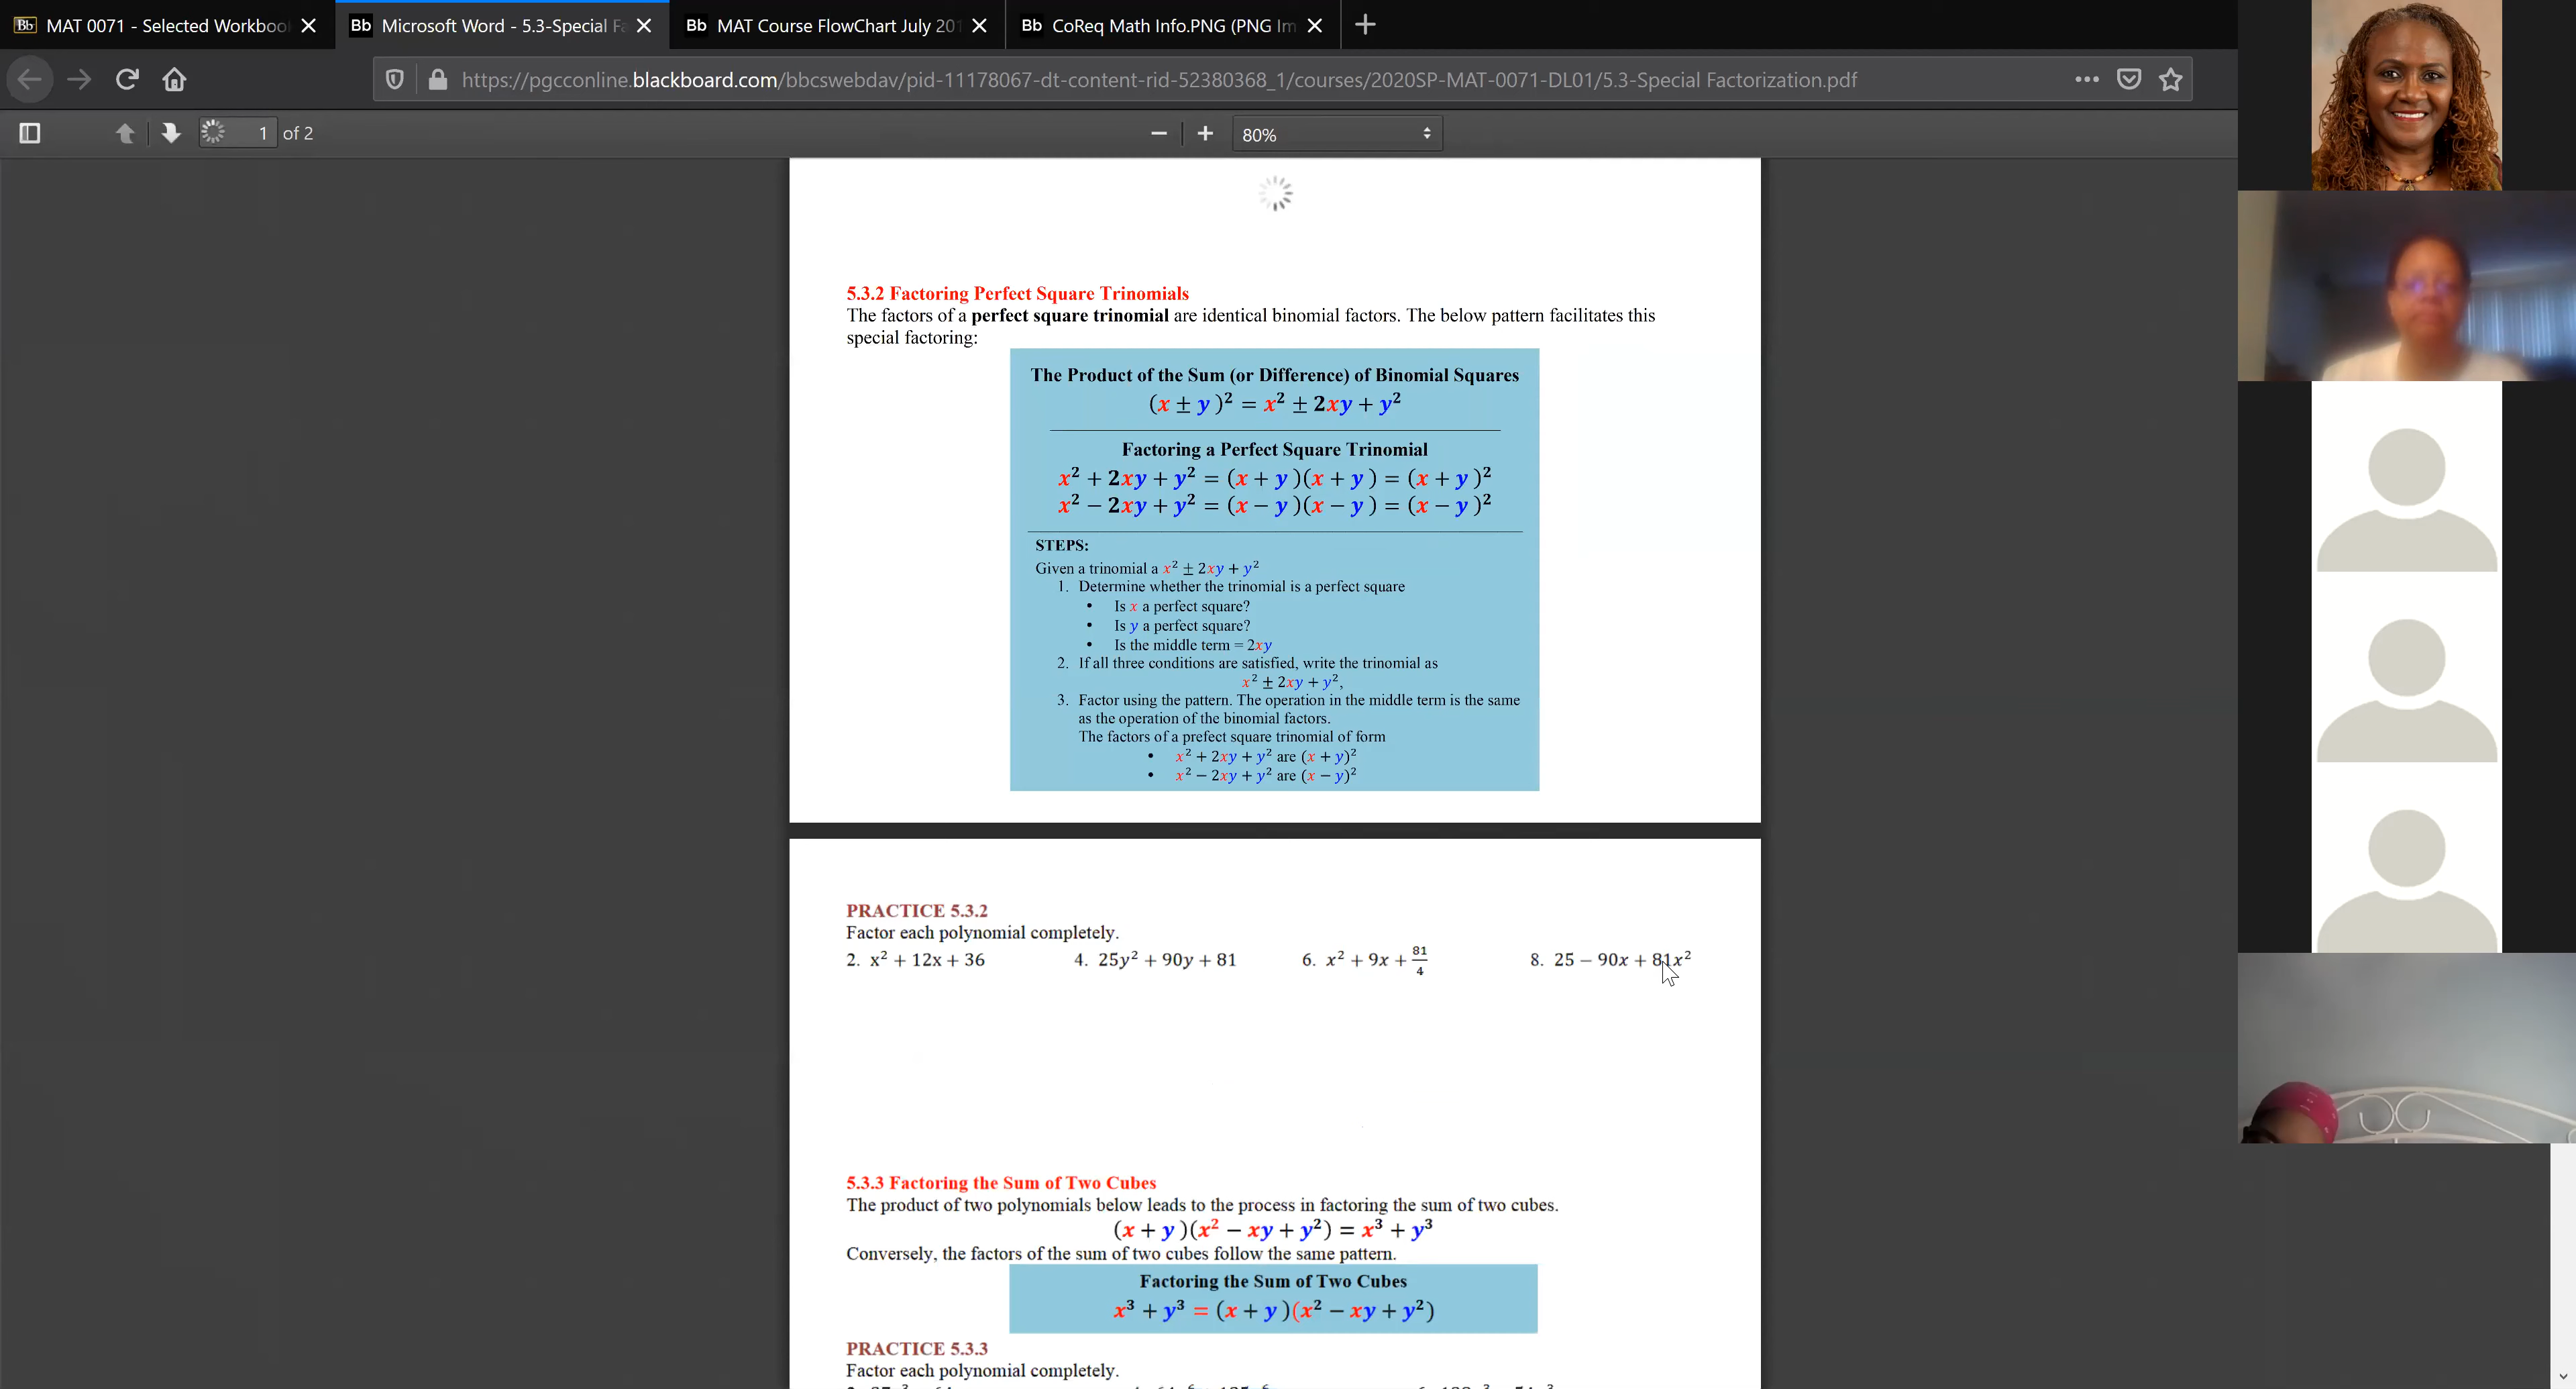 MAT 0071 - Selected Workboo
Microsoft Word - 5.3-Special Fa
MAT Course FlowChart July 201
CoReq Math Info.PNG (PNG Im
https://pgcconline.blackboard.com/bbcswebdav/pid-11178067-dt-content-rid-52380368_1/courses/2020SP-MAT-0071-DL01/5.3-Special Factorization.pdf
1 of 2
80%
5.3.2 Factoring Perfect Square Trinomials
The factors of a perfect square trinomial are identical binomial factors. The below pattern facilitates this
special factoring:
The Product of the Sum (or Difference) of Binomial Squares
(x ± y)² = x² ± 2xy + y²
Factoring a Perfect Square Trinomial
x² + 2xy + y² = (x + y)(x + y) = (x + y)²
x² − 2xy + y² = (x − y)(x − y) = (x − y)²
STEPS:
Given a trinomial a x² ± 2xy + y²
1. Determine whether the trinomial is a perfect square
• Is x a perfect square?
• Is y a perfect square?
• Is the middle term = 2xy
2. If all three conditions are satisfied, write the trinomial as
x² ± 2xy + y²,
3. Factor using the pattern. The operation in the middle term is the same
as the operation of the binomial factors.
The factors of a prefect square trinomial of form
• x² + 2xy + y² are (x + y)²
• x² − 2xy + y² are (x − y)²
PRACTICE 5.3.2
Factor each polynomial completely.
2. x² + 12x + 36 4. 25y² + 90y + 81 6. x² + 9x + 81/4 8. 25 − 90x + 81x²
5.3.3 Factoring the Sum of Two Cubes
The product of two polynomials below leads to the process in factoring the sum of two cubes.
(x + y)(x² − xy + y²) = x³ + y³
Conversely, the factors of the sum of two cubes follow the same pattern.
Factoring the Sum of Two Cubes
x³ + y³ = (x + y)(x² − xy + y²)
PRACTICE 5.3.3
Factor each polynomial completely.